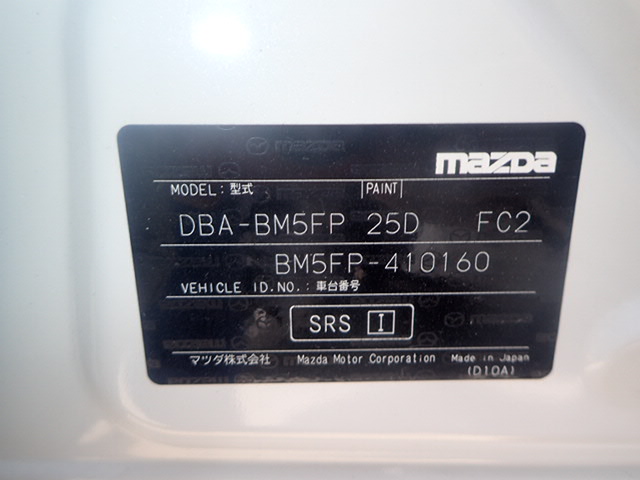 mazda
MODEL:型式 PAINT
DBA-BM5FP 25D FC2
BM5FP-410160
VEHICLE ID.NO.:車台番号
SRS I
マツダ株式会社 Mazda Motor Corporation Made in Japan
(D10A)